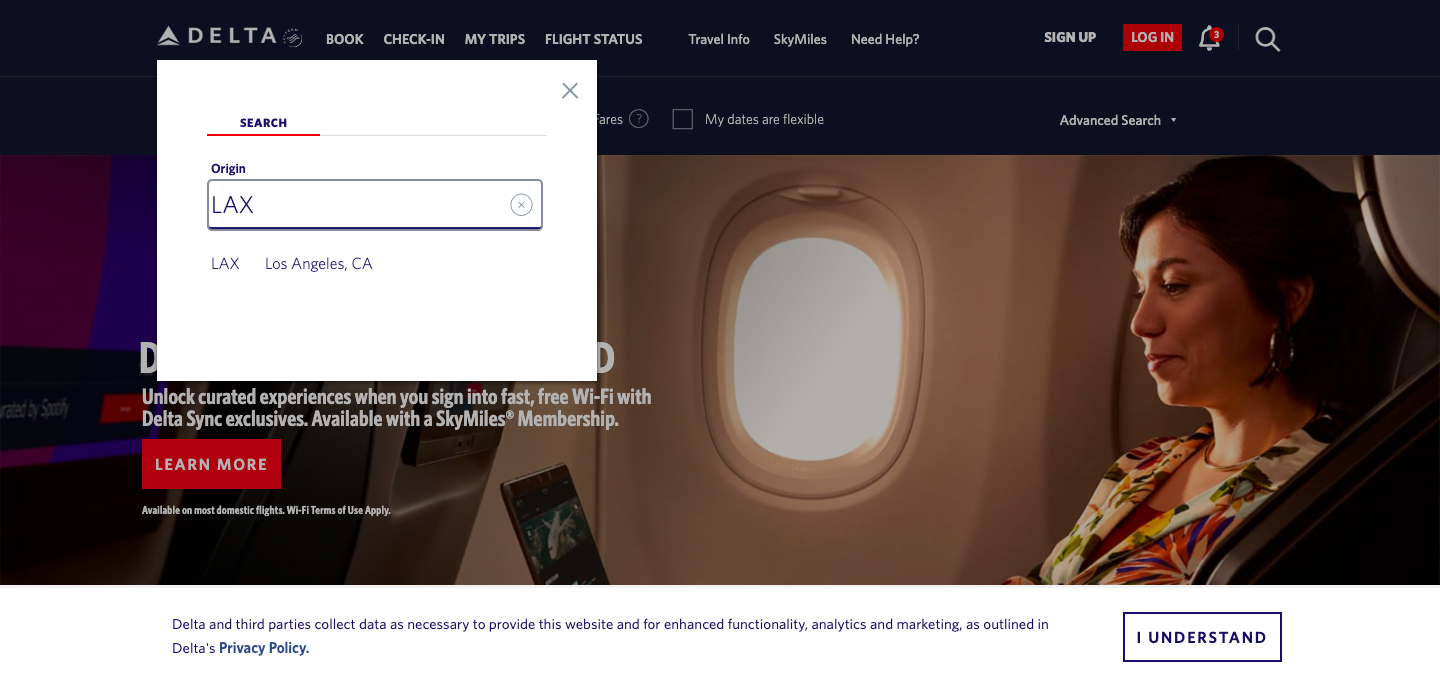 DELTA
BOOK CHECK-IN MY TRIPS FLIGHT STATUS Travel Info SkyMiles Need Help? SIGN UP LOG IN 3
Fares ? My dates are flexible Advanced Search
SEARCH
Origin
LAX
LAX Los Angeles, CA
Unlock curated experiences when you sign into fast, free Wi-Fi with
Delta Sync exclusives. Available with a SkyMiles® Membership.
LEARN MORE
Available on most domestic flights. Wi-Fi Terms of Use Apply.
by Spotify
Delta and third parties collect data as necessary to provide this website and for enhanced functionality, analytics and marketing, as outlined in
Delta's Privacy Policy.
I UNDERSTAND